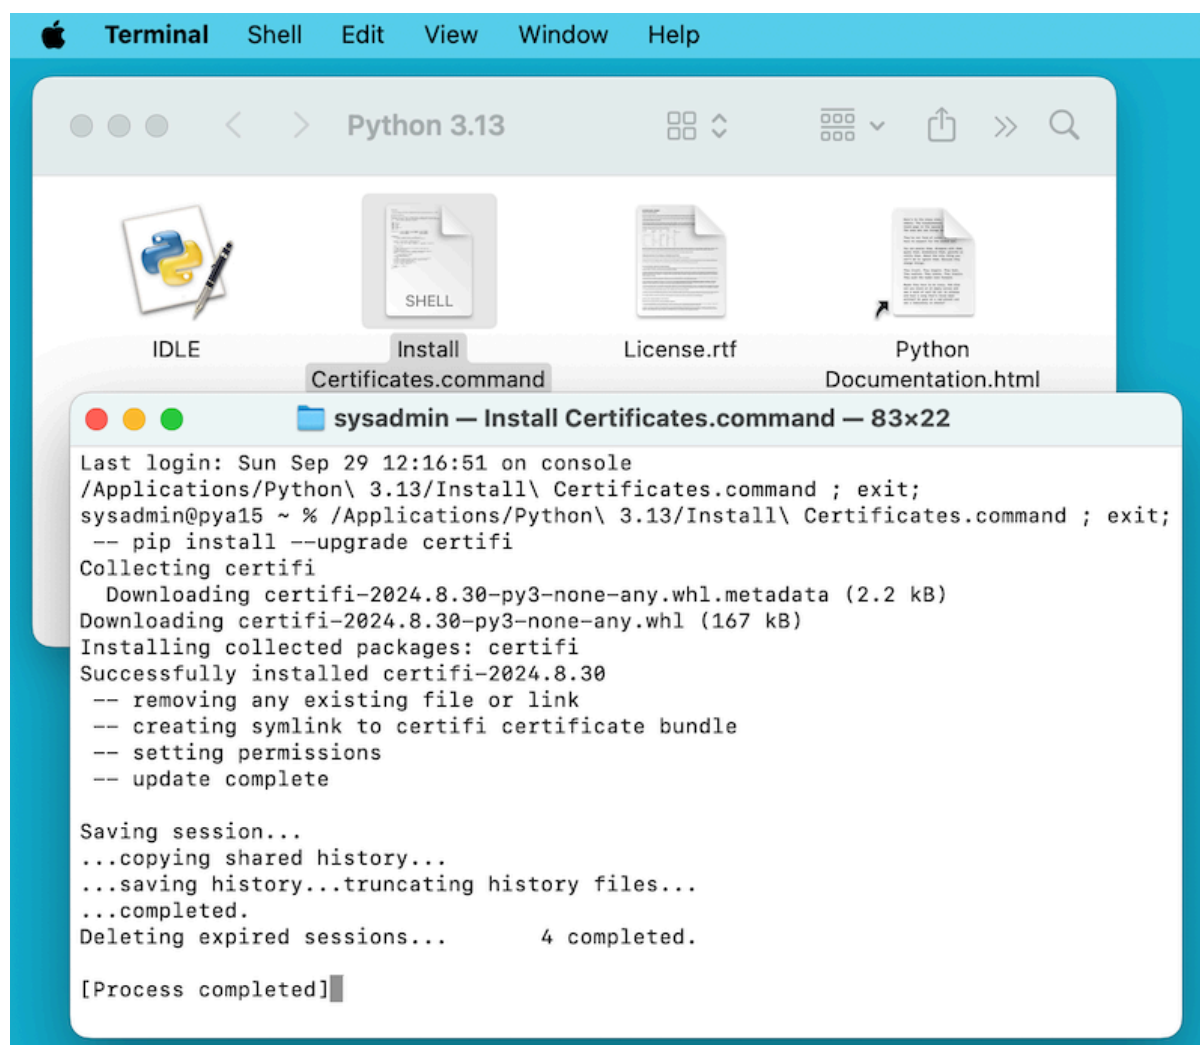 Terminal Shell Edit View Window Help
Python 3.13
SHELL
IDLE
Install
Certificates.command
License.rtf
Python
Documentation.html
sysadmin — Install Certificates.command — 83×22
Last login: Sun Sep 29 12:16:51 on console
/Applications/Python\ 3.13/Install\ Certificates.command ; exit;
sysadmin@pya15 ~ % /Applications/Python\ 3.13/Install\ Certificates.command ; exit;
 -- pip install --upgrade certifi
Collecting certifi
  Downloading certifi-2024.8.30-py3-none-any.whl.metadata (2.2 kB)
Downloading certifi-2024.8.30-py3-none-any.whl (167 kB)
Installing collected packages: certifi
Successfully installed certifi-2024.8.30
 -- removing any existing file or link
 -- creating symlink to certifi certificate bundle
 -- setting permissions
 -- update complete
Saving session...
...copying shared history...
...saving history...truncating history files...
...completed.
Deleting expired sessions...       4 completed.
[Process completed]